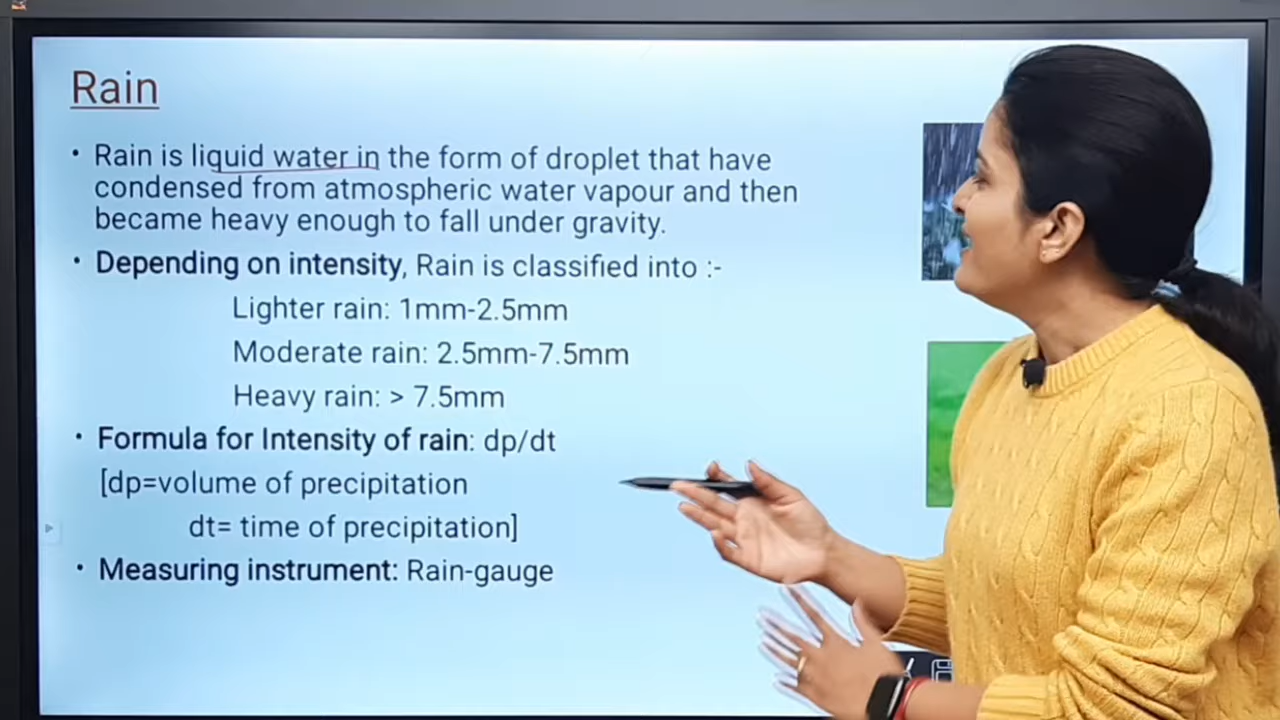 Rain
• Rain is liquid water in the form of droplet that have
condensed from atmospheric water vapour and then
became heavy enough to fall under gravity.
• Depending on intensity, Rain is classified into :-
Lighter rain: 1mm-2.5mm
Moderate rain: 2.5mm-7.5mm
Heavy rain: > 7.5mm
• Formula for Intensity of rain: dp/dt
[dp=volume of precipitation
dt= time of precipitation]
• Measuring instrument: Rain-gauge